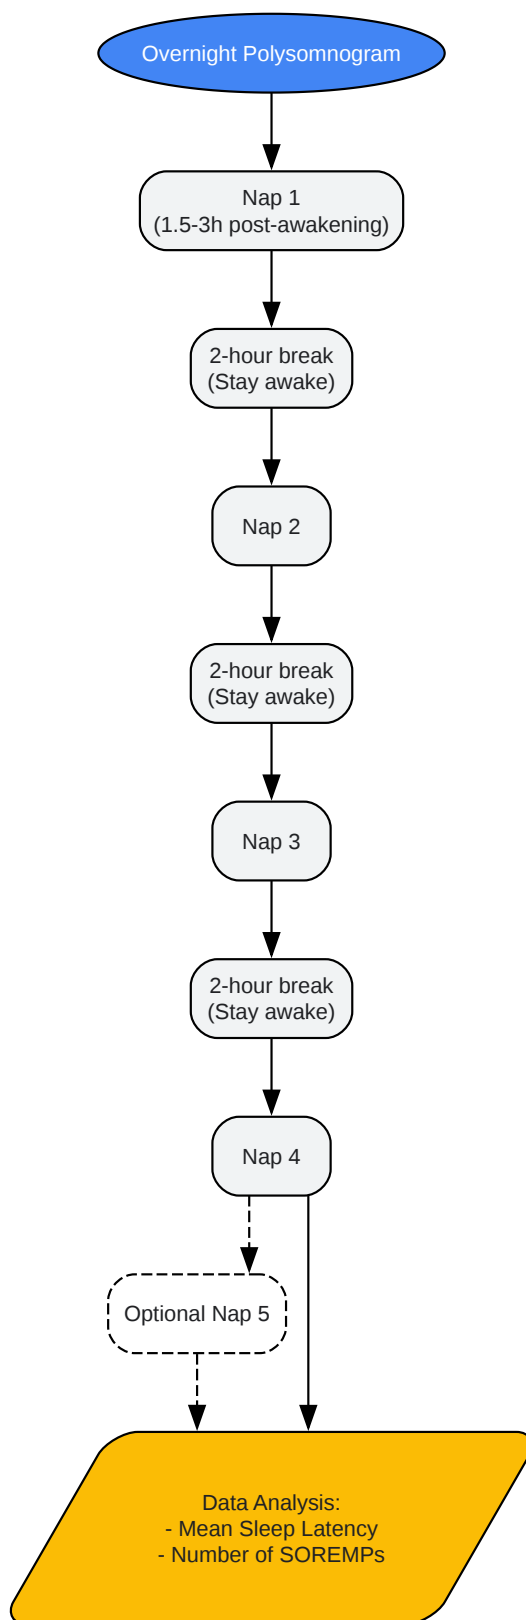 Overnight Polysomnogram
Nap 1
(1.5-3h post-awakening)
2-hour break
(Stay awake)
Nap 2
2-hour break
(Stay awake)
Nap 3
2-hour break
(Stay awake)
Nap 4
Optional Nap 5
Data Analysis:
- Mean Sleep Latency
- Number of SOREMPs